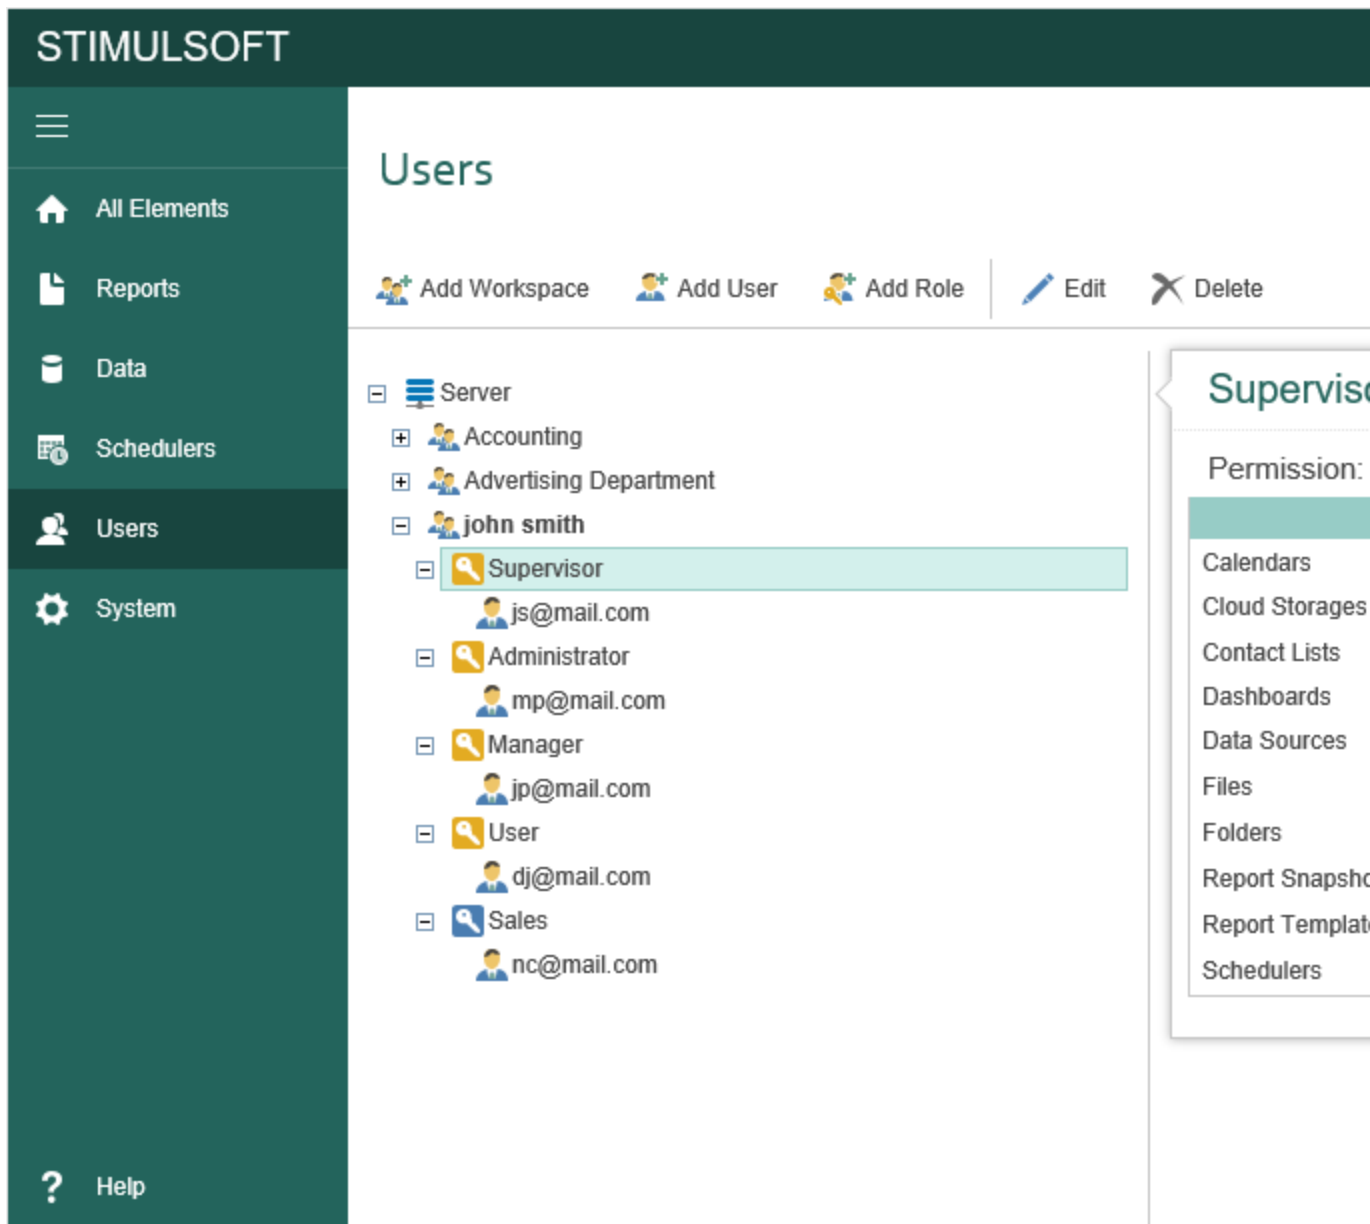 STIMULSOFT
All Elements
Reports
Data
Schedulers
Users
System
Help
Users
Add Workspace
Add User
Add Role
Edit
Delete
Server
Accounting
Advertising Department
john smith
Supervisor
js@mail.com
Administrator
mp@mail.com
Manager
jp@mail.com
User
dj@mail.com
Sales
nc@mail.com
Permission:
Calendars
Cloud Storages
Contact Lists
Dashboards
Data Sources
Files
Folders
Report
Report
Schedulers